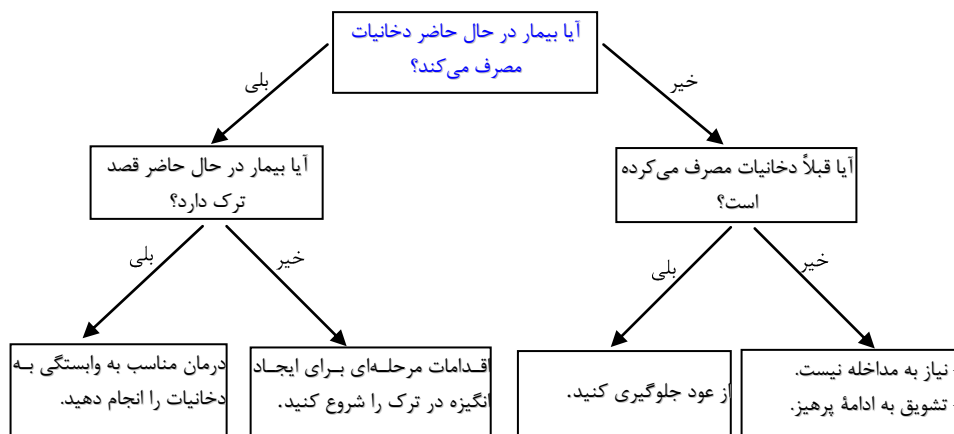 آیا بیمار در حال حاضر دخانیات
مصرف می‌کند؟
خیر
بلی
آیا قبلاً دخانیات مصرف می‌کرده
است؟
آیا بیمار در حال حاضر قصد
ترک دارد؟
خیر
بلی
خیر
بلی
- نیاز به مداخله نیست.
- تشویق به ادامۀ پرهیز.
از عود جلوگیری کنید.
اقـدامات مرحلـه‌ای بـرای ایجـاد
انگیزه در ترک را شروع کنید.
درمان مناسب به وابستگی بـه
دخانیات را انجام دهید.